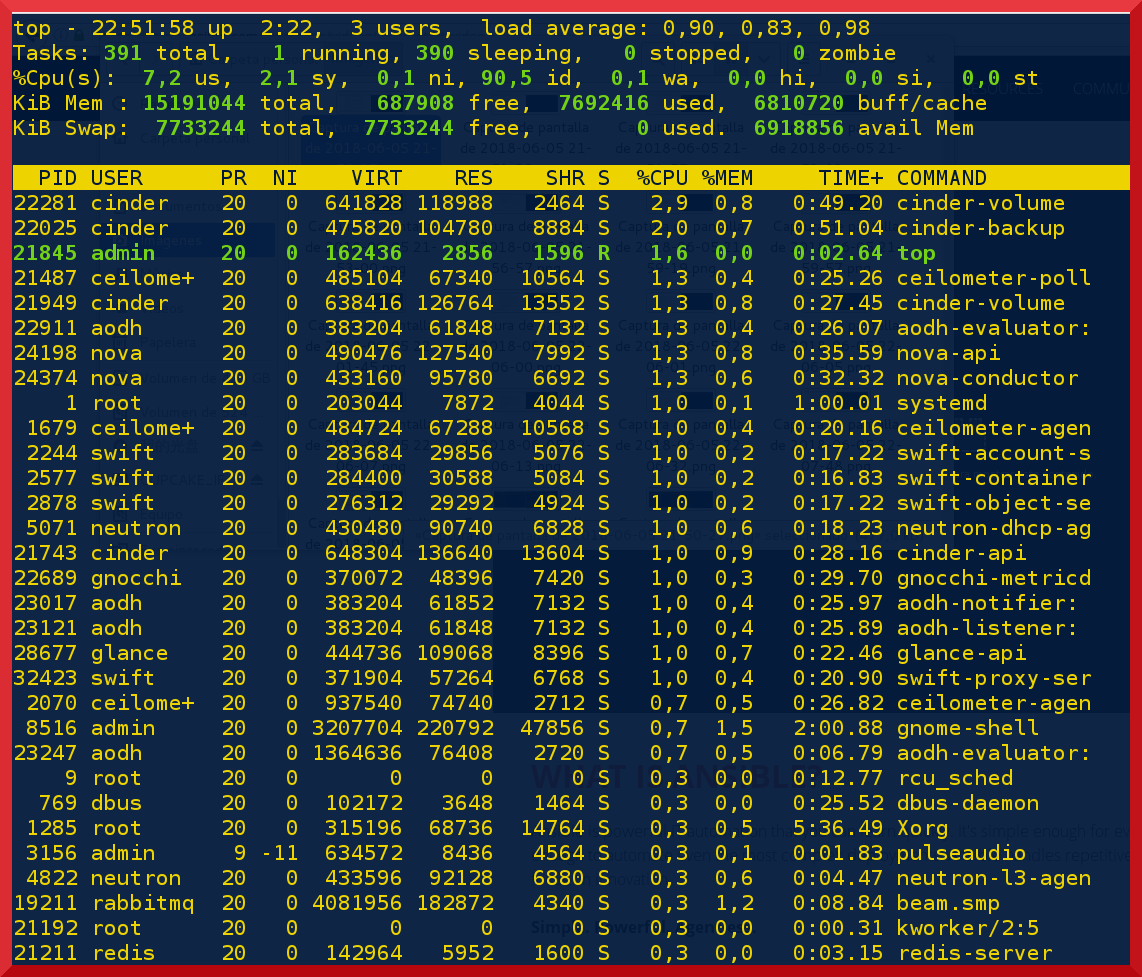 top - 22:51:58 up  2:22,  3 users,  load average: 0,90, 0,83, 0,98
Tasks: 391 total,   1 running, 390 sleeping,   0 stopped,   0 zombie
%Cpu(s):  7,2 us,  2,1 sy,  0,1 ni, 90,5 id,  0,1 wa,  0,0 hi,  0,0 si,  0,0 st
KiB Mem : 15191044 total,   687908 free,  7692416 used,  6810720 buff/cache
KiB Swap:  7733244 total,  7733244 free,        0 used.  6918856 avail Mem
  PID USER      PR  NI    VIRT    RES    SHR S  %CPU %MEM     TIME+ COMMAND
22281 cinder    20   0  641828 118988   2464 S   2,9  0,8   0:49.20 cinder-volume
22025 cinder    20   0  475820 104780   8884 S   2,0  0,7   0:51.04 cinder-backup
21845 admin     20   0  162436   2856   1596 R   1,6  0,0   0:02.64 top
21487 ceilome+  20   0  485104  67340  10564 S   1,3  0,4   0:25.26 ceilometer-poll
21949 cinder    20   0  638416 126764  13552 S   1,3  0,8   0:27.45 cinder-volume
22911 aodh      20   0  383204  61848   7132 S   1,3  0,4   0:26.07 aodh-evaluator:
24198 nova      20   0  490476 127540   7992 S   1,3  0,8   0:35.59 nova-api
24374 nova      20   0  433160  95780   6692 S   1,3  0,6   0:32.32 nova-conductor
    1 root      20   0  203044   7872   4044 S   1,0  0,1   1:00.01 systemd
 1679 ceilome+  20   0  484724  67288  10568 S   1,0  0,4   0:20.16 ceilometer-agen
 2244 swift     20   0  283684  29856   5076 S   1,0  0,2   0:17.22 swift-account-s
 2577 swift     20   0  284400  30588   5084 S   1,0  0,2   0:16.83 swift-container
 2878 swift     20   0  276312  29292   4924 S   1,0  0,2   0:17.22 swift-object-se
 5071 neutron   20   0  430480  90740   6828 S   1,0  0,6   0:18.23 neutron-dhcp-ag
21743 cinder    20   0  648304 136640  13604 S   1,0  0,9   0:28.16 cinder-api
22689 gnocchi   20   0  370072  48396   7420 S   1,0  0,3   0:29.70 gnocchi-metricd
23017 aodh      20   0  383204  61852   7132 S   1,0  0,4   0:25.97 aodh-notifier:
23121 aodh      20   0  383204  61848   7132 S   1,0  0,4   0:25.89 aodh-listener:
28677 glance    20   0  444736 109068   8396 S   1,0  0,7   0:22.46 glance-api
32423 swift     20   0  371904  57264   6768 S   1,0  0,4   0:20.90 swift-proxy-ser
 2070 ceilome+  20   0  937540  74740   2712 S   0,7  0,5   0:26.82 ceilometer-agen
 8516 admin     20   0 3207704 220792  47856 S   0,7  1,5   2:00.88 gnome-shell
23247 aodh      20   0 1364636  76408   2720 S   0,7  0,5   0:06.79 aodh-evaluator:
    9 root      20   0       0      0      0 S   0,3  0,0   0:12.77 rcu_sched
  769 dbus      20   0  102172   3648   1464 S   0,3  0,0   0:25.52 dbus-daemon
 1285 root      20   0  315196  68736  14764 S   0,3  0,5   5:36.49 Xorg
 3156 admin      9 -11  634572   8436   4564 S   0,3  0,1   0:01.83 pulseaudio
 4822 neutron   20   0  433596  92128   6880 S   0,3  0,6   0:04.47 neutron-l3-agen
19211 rabbitmq  20   0 4081956 182872   4340 S   0,3  1,2   0:08.84 beam.smp
21192 root      20   0       0      0      0 S   0,3  0,0   0:00.31 kworker/2:5
21211 redis     20   0  142964   5952   1600 S   0,3  0,0   0:03.15 redis-server